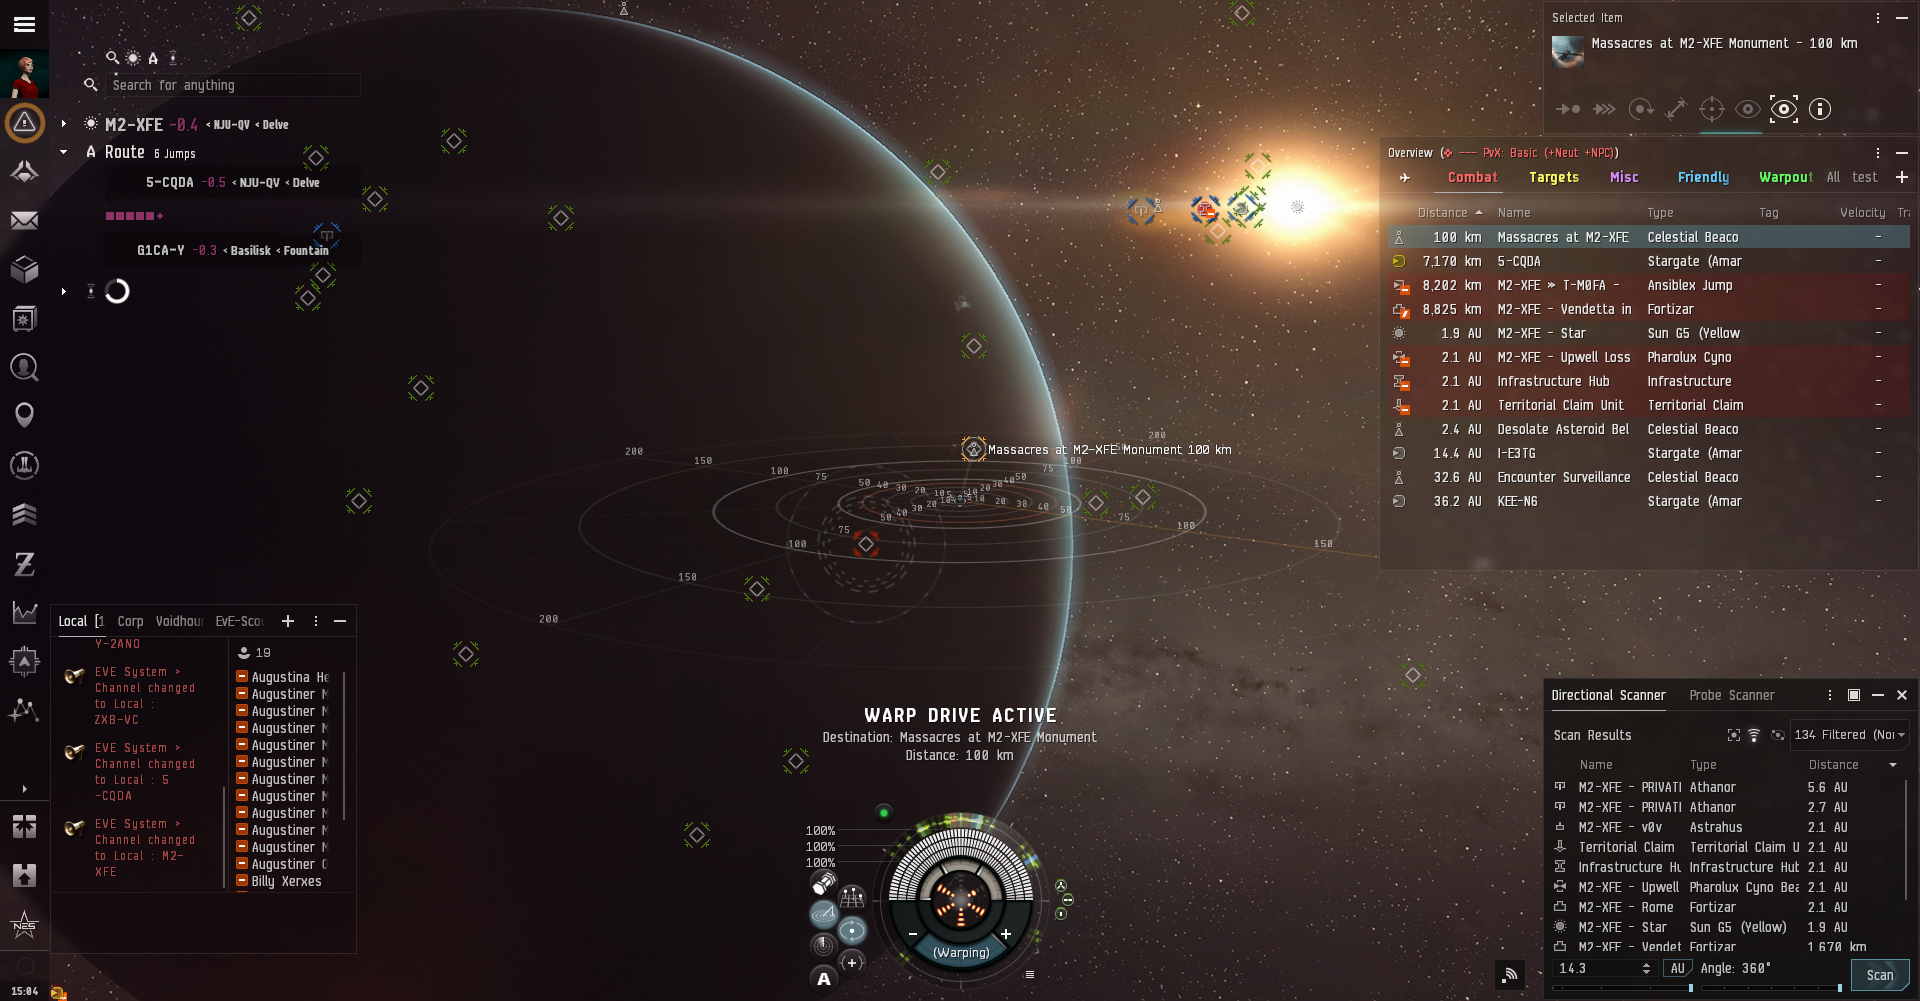 Search for anything
M2-XFE -0.4 < NJU-QV < Delve
Route 6 Jumps
5-CQDA -0.5 < NJU-QV < Delve
G1CA-Y -0.3 < Basilisk < Fountain
Selected Item
Massacres at M2-XFE Monument - 100 km
Overview (--- PvX: Basic (+Neut +NPC))
Combat Targets Misc Friendly Warpout All test
Distance Name Type Tag Velocity
100 km Massacres at M2-XFE Celestial Beaco -
7,170 km 5-CQDA Stargate (Amar -
8,202 km M2-XFE » T-M0FA - Ansiblex Jump -
8,825 km M2-XFE - Vendetta in Fortizar -
1.9 AU M2-XFE - Star Sun G5 (Yellow -
2.1 AU M2-XFE - Upwell Loss Pharolux Cyno -
2.1 AU Infrastructure Hub Infrastructure -
2.1 AU Territorial Claim Unit Territorial Claim -
2.4 AU Desolate Asteroid Bel Celestial Beaco -
14.4 AU I-E3TG Stargate (Amar -
32.6 AU Encounter Surveillance Celestial Beaco -
36.2 AU KEE-N6 Stargate (Amar -
Massacres at M2-XFE Monument 100 km
200 150 100 75 50 40 30 20 10
75 100 150 200
WARP DRIVE ACTIVE
Destination: Massacres at M2-XFE Monument
Distance: 100 km
100%
100%
100%
(Warping)
Local [1 Corp Voidhour EvE-Scou
Y-2ANO
EVE System >
Channel changed
to Local :
ZXB-VC
EVE System >
Channel changed
to Local : 5
-CQDA
EVE System >
Channel changed
to Local : M2-
XFE
19
Augustina He
Augustiner M
Augustiner M
Augustiner M
Augustiner M
Augustiner M
Augustiner M
Augustiner M
Augustiner M
Augustiner M
Augustiner M
Augustiner O
Billy Xerxes
Directional Scanner Probe Scanner
Scan Results 134 Filtered (No
Name Type Distance
M2-XFE - PRIVATI Athanor 5.6 AU
M2-XFE - PRIVATI Athanor 2.7 AU
M2-XFE - v0v Astrahus 2.1 AU
Territorial Claim Territorial Claim U 2.1 AU
Infrastructure Hu Infrastructure Hub 2.1 AU
M2-XFE - Upwell Pharolux Cyno Bea 2.1 AU
M2-XFE - Rome Fortizar 2.1 AU
M2-XFE - Star Sun G5 (Yellow) 1.9 AU
M2-XFE - Vendet Fortizar 1,670 km
14.3 AU Angle: 360°
Scan
NES
15:04